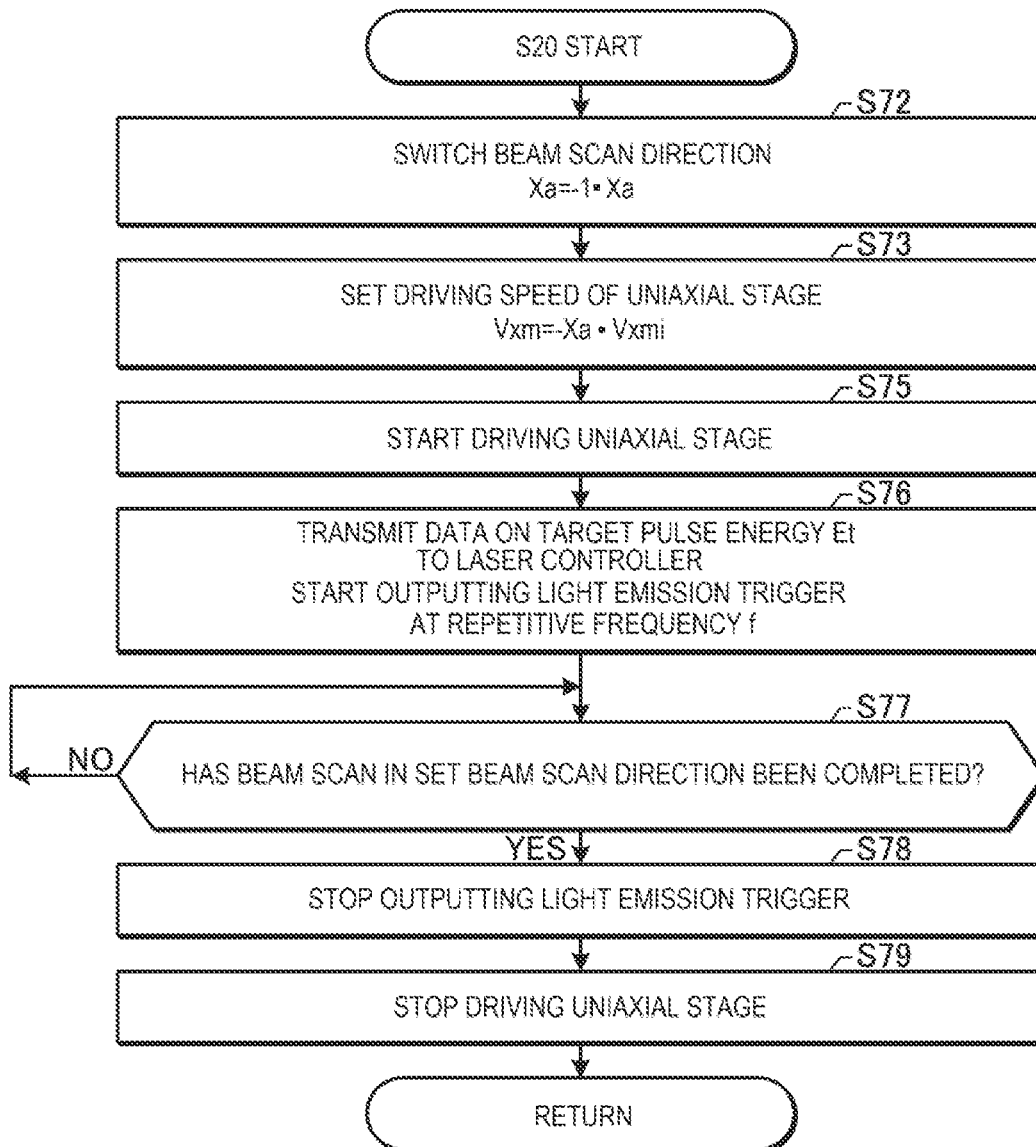 S20 START
S72
SWITCH BEAM SCAN DIRECTION
Xa=-1•Xa
S73
SET DRIVING SPEED OF UNIAXIAL STAGE
Vxm=-Xa•Vxmi
S75
START DRIVING UNIAXIAL STAGE
S76
TRANSMIT DATA ON TARGET PULSE ENERGY Et
TO LASER CONTROLLER
START OUTPUTTING LIGHT EMISSION TRIGGER
AT REPETITIVE FREQUENCY f
S77
NO
HAS BEAM SCAN IN SET BEAM SCAN DIRECTION BEEN COMPLETED?
YES
S78
STOP OUTPUTTING LIGHT EMISSION TRIGGER
S79
STOP DRIVING UNIAXIAL STAGE
RETURN